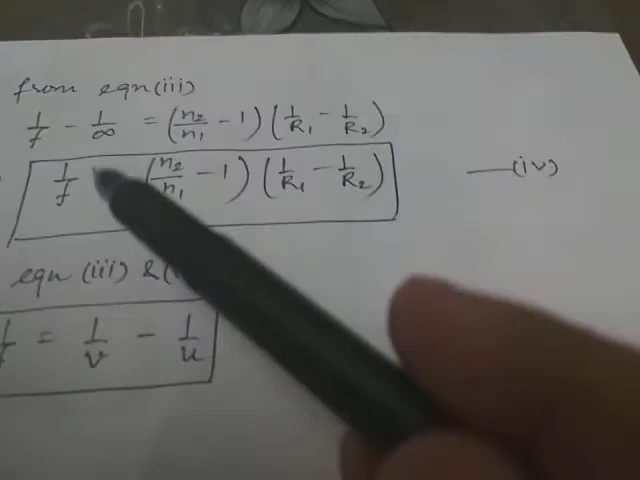 from eqn(iii)
1/f - 1/∞ = (n₂/n₁ - 1) (1/R₁ - 1/R₂)
1/f (n₂/n₁ - 1) (1/R₁ - 1/R₂) —(iv)
eqn (iii) &(
1/f = 1/v - 1/u